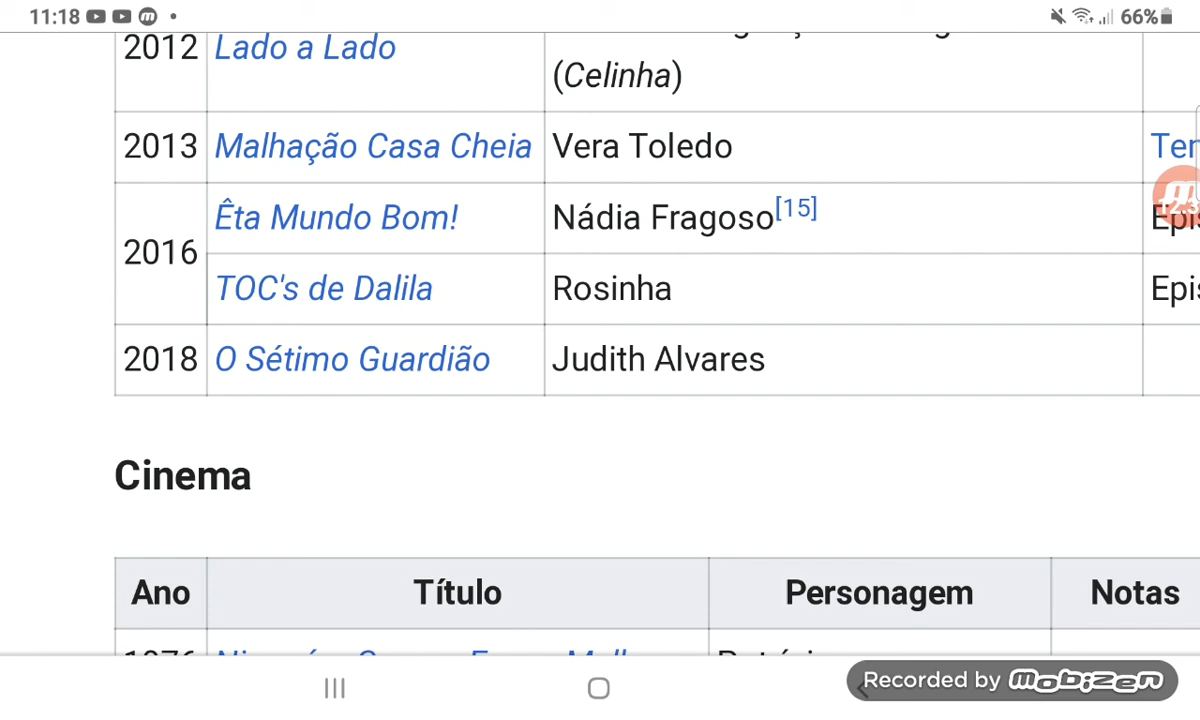 11:18 66%
2012 Lado a Lado
(Celinha)
2013 Malhação Casa Cheia Vera Toledo
2016 Êta Mundo Bom! Nádia Fragoso[15]
TOC's de Dalila Rosinha
2018 O Sétimo Guardião Judith Alvares
Cinema
Ano Título Personagem Notas
Recorded by mobizen